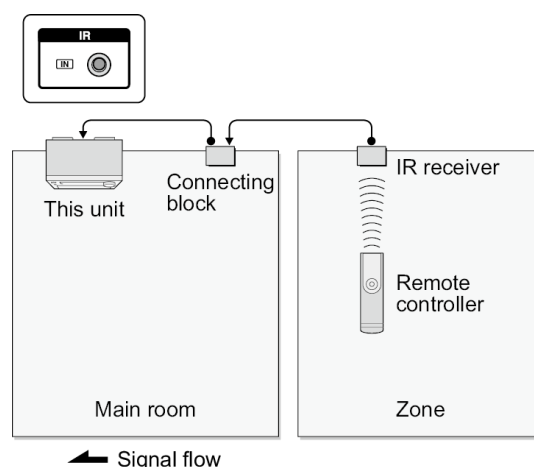 IR
IN
IR receiver
Connecting
block
This unit
Remote
controller
Main room
Zone
Signal flow